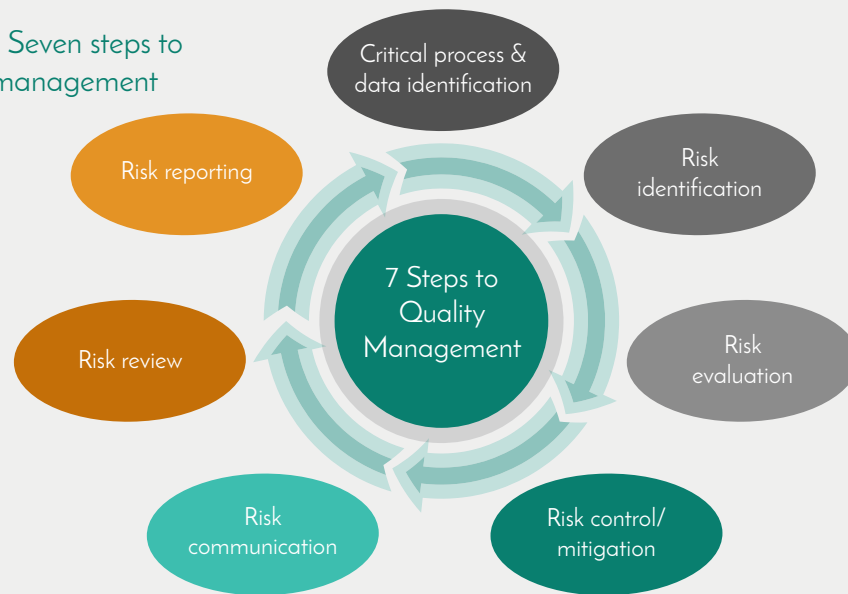 Seven steps to
management
Critical process &
data identification
Risk
identification
Risk
evaluation
Risk control/
mitigation
Risk
communication
Risk review
Risk reporting
7 Steps to
Quality
Management